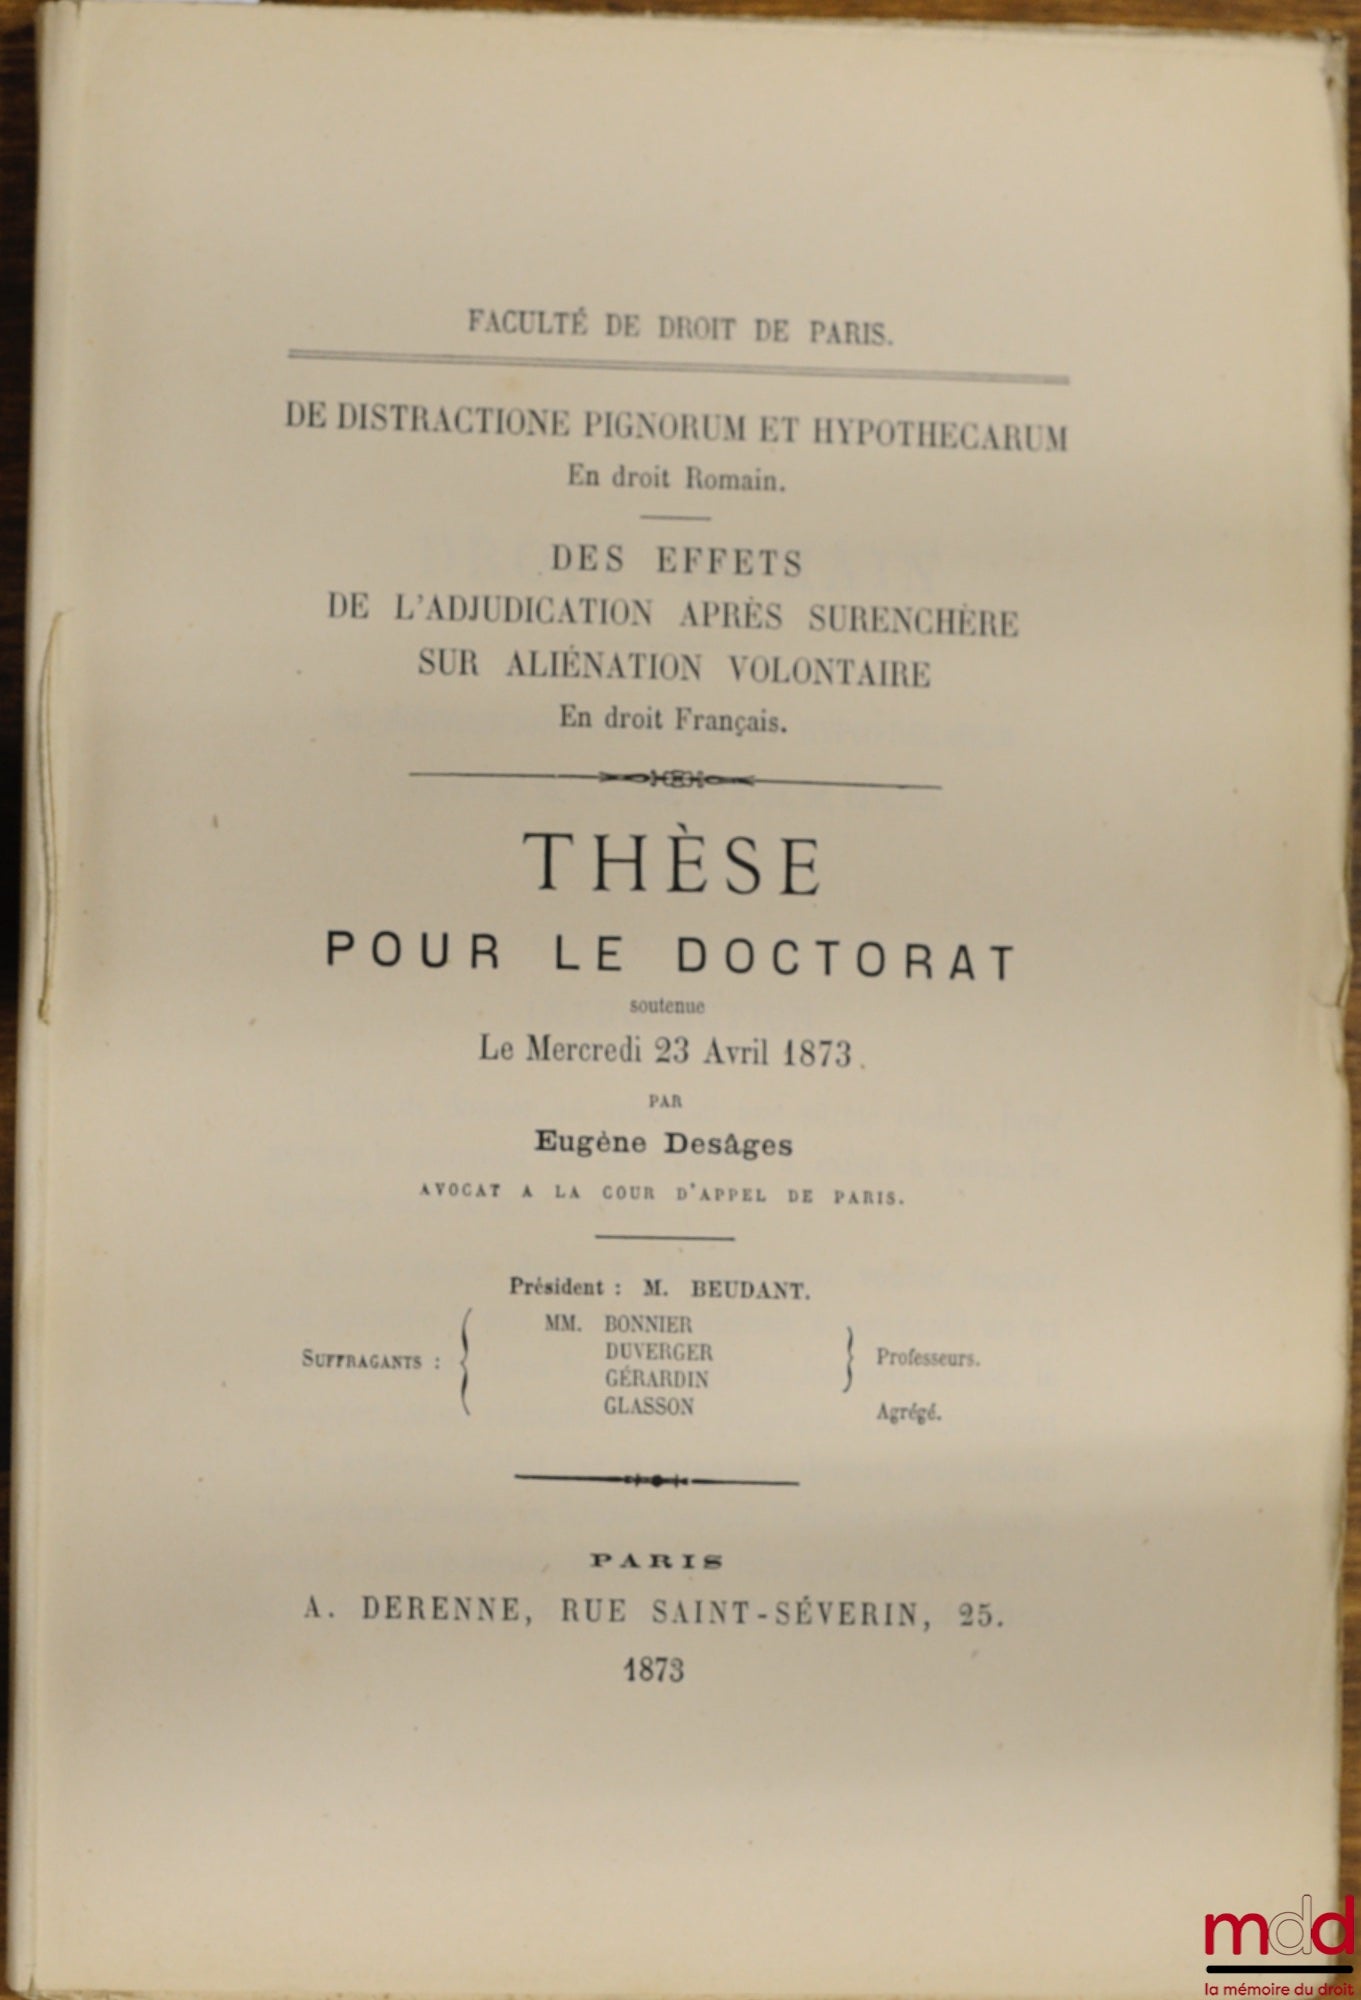 FACULTÉ DE DROIT DE PARIS.
DE DISTRACTIONE PIGNORUM ET HYPOTHECARUM
En droit Romain.
DES EFFETS
DE L'ADJUDICATION APRÈS SURENCHÈRE
SUR ALIÉNATION VOLONTAIRE
En droit Français.
THÈSE
POUR LE DOCTORAT
soutenue
Le Mercredi 23 Avril 1873.
PAR
Eugène Desâges
AVOCAT A LA COUR D'APPEL DE PARIS.
Président : M. BEUDANT.
SUFFRAGANTS :
MM. BONNIER
DUVERGER
GÉRARDIN
Professeurs.
GLASSON
Agrégé.
PARIS
A. DERENNE, RUE SAINT-SÉVERIN, 25.
1873
mdd
la mémoire du droit